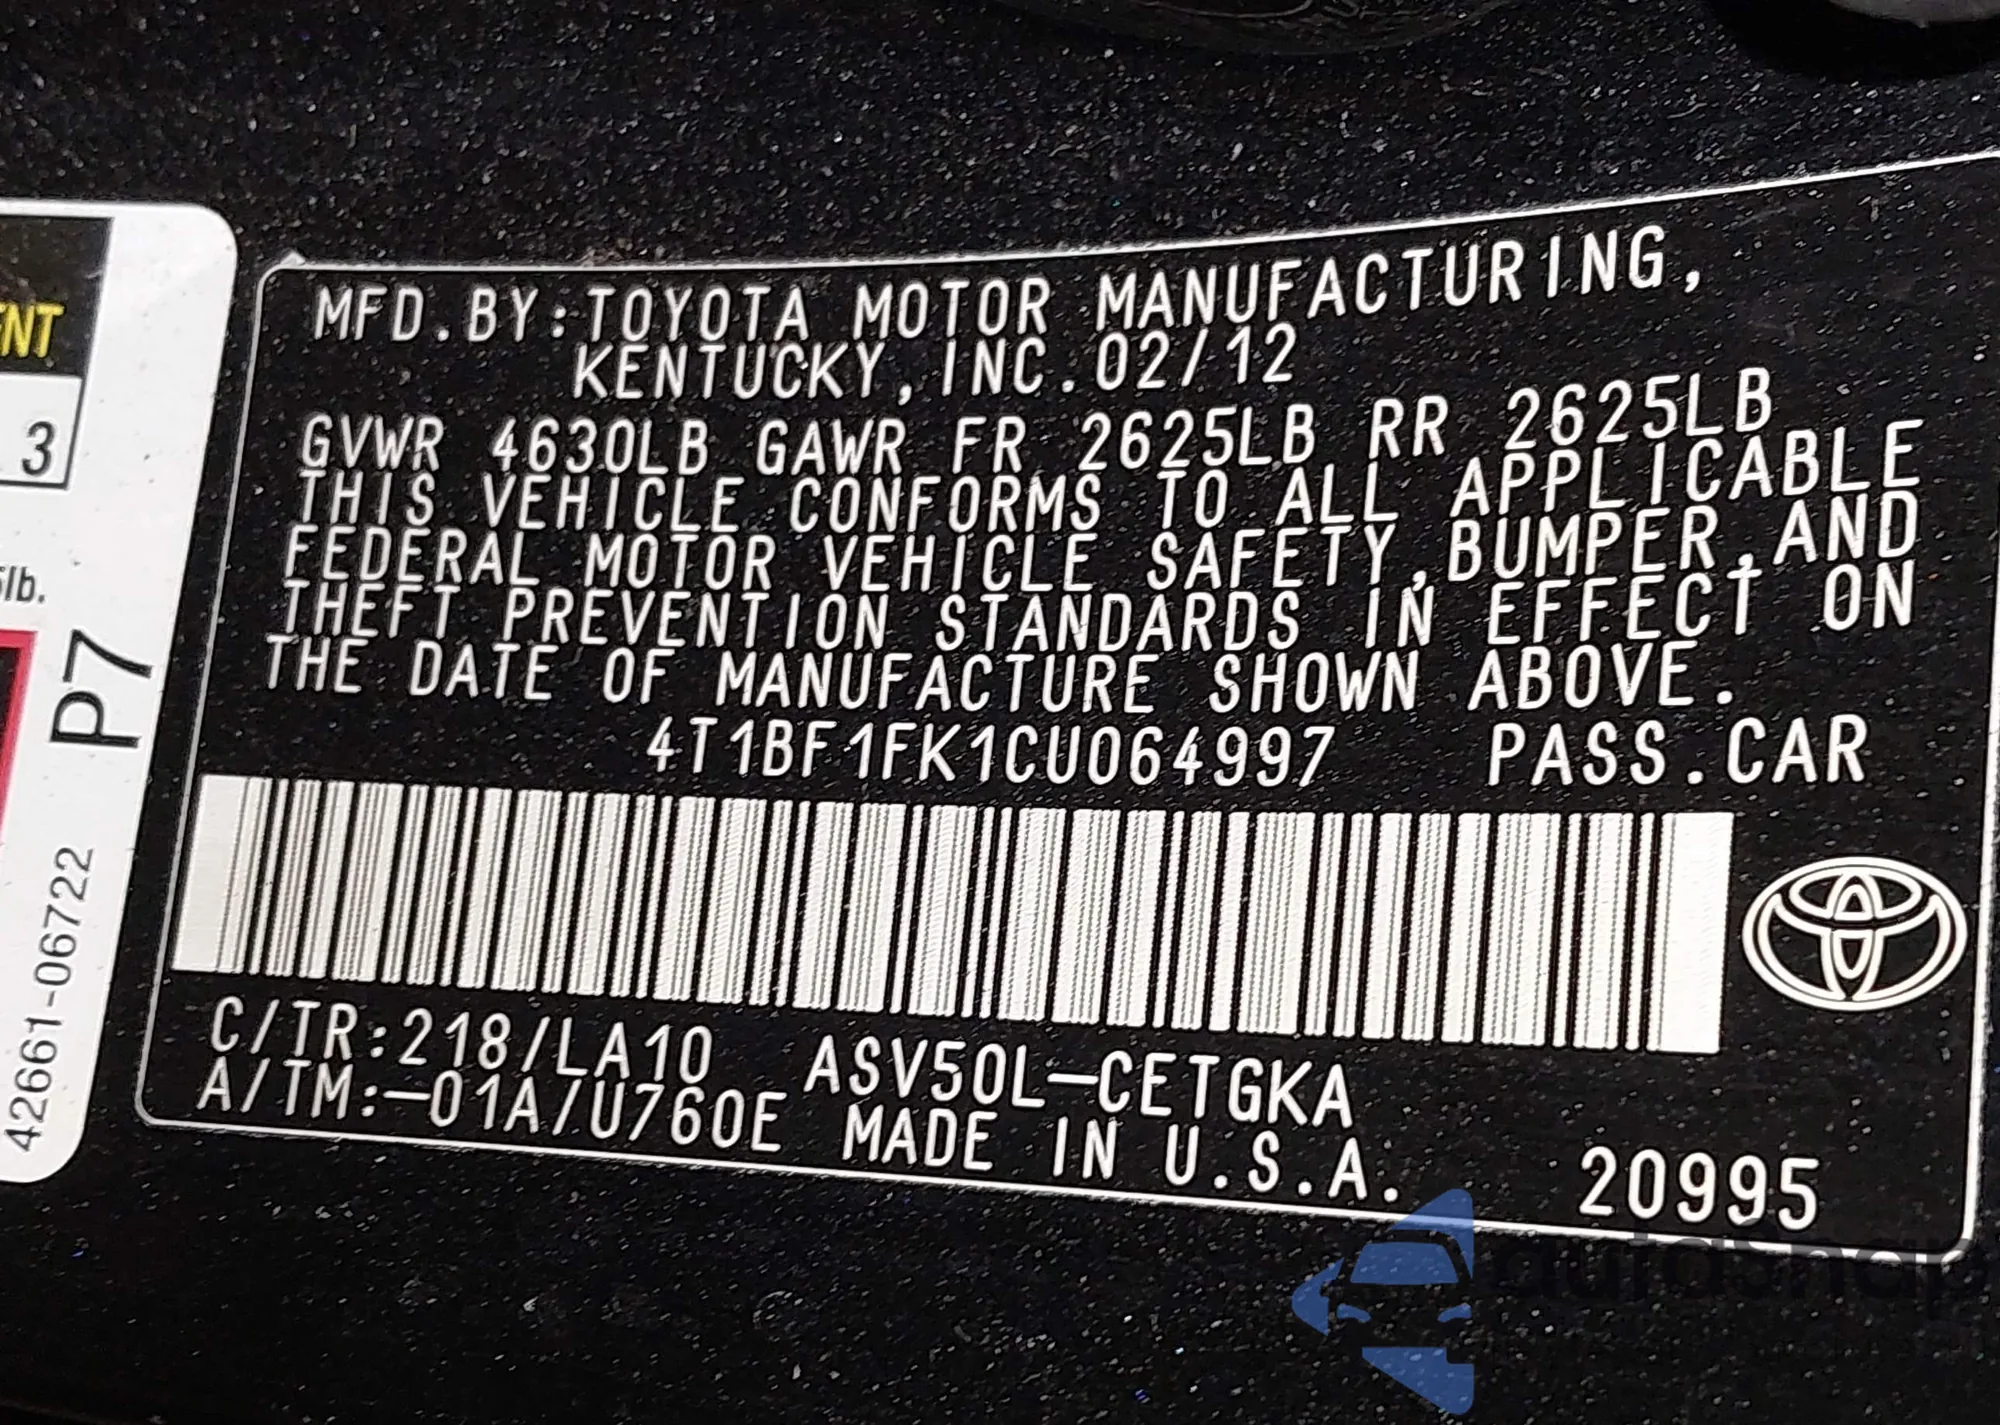 ENT
3
5lb.
P7
42661-06722
MFD.BY:TOYOTA MOTOR MANUFACTURING,
KENTUCKY,INC.02/12
GVWR 4630LB GAWR FR 2625LB RR 2625LB
THIS VEHICLE CONFORMS TO ALL APPLICABLE
FEDERAL MOTOR VEHICLE SAFETY,BUMPER,AND
THEFT PREVENTION STANDARDS IN EFFECT ON
THE DATE OF MANUFACTURE SHOWN ABOVE.
4T1BF1FK1CU064997 PASS.CAR
C/TR:218/LA10 ASV50L-CETGKA
A/TM:-01A/U760E MADE IN U.S.A. 20995